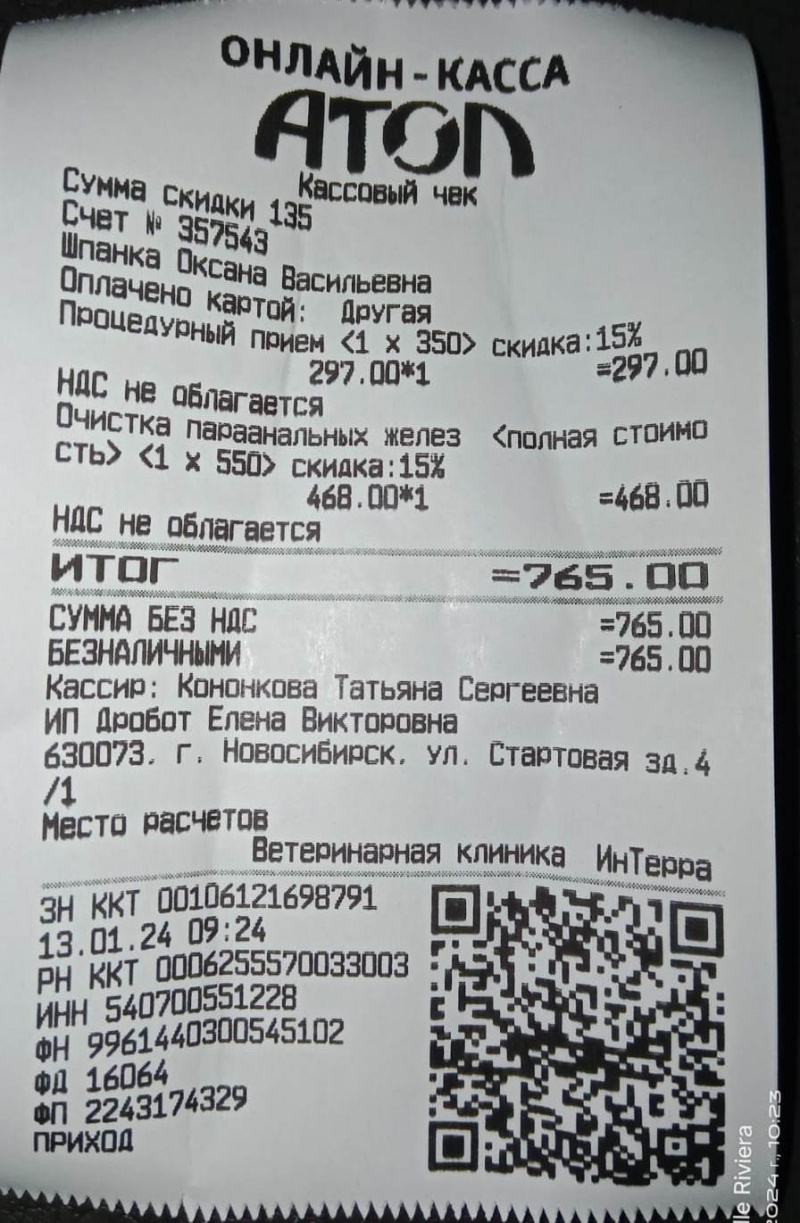 ОНЛАЙН-КАССА
АТОЛ
Кассовый чек
Сумма скидки 135
Счет № 357543
Шпанка Оксана Васильевна
Оплачено картой: Другая
Процедурный прием <1 x 350> скидка:15%
297.00*1 =297.00
НДС не облагается
Очистка параанальных желез <полная стоимо
сть> <1 x 550> скидка:15%
468.00*1 =468.00
НДС не облагается
ИТОГ =765.00
СУММА БЕЗ НДС =765.00
БЕЗНАЛИЧНЫМИ =765.00
Кассир: Кононкова Татьяна Сергеевна
ИП Дробот Елена Викторовна
630073, г. Новосибирск, ул. Стартовая зд.4
/1
Место расчетов
Ветеринарная клиника ИнТерра
ЗН ККТ 00106121698791
13.01.24 09:24
РН ККТ 0006255570033003
ИНН 540700551228
ФН 9961440300545102
ФД 16064
ФП 2243174329
ПРИХОД
Riviera
2024 г., 10:23